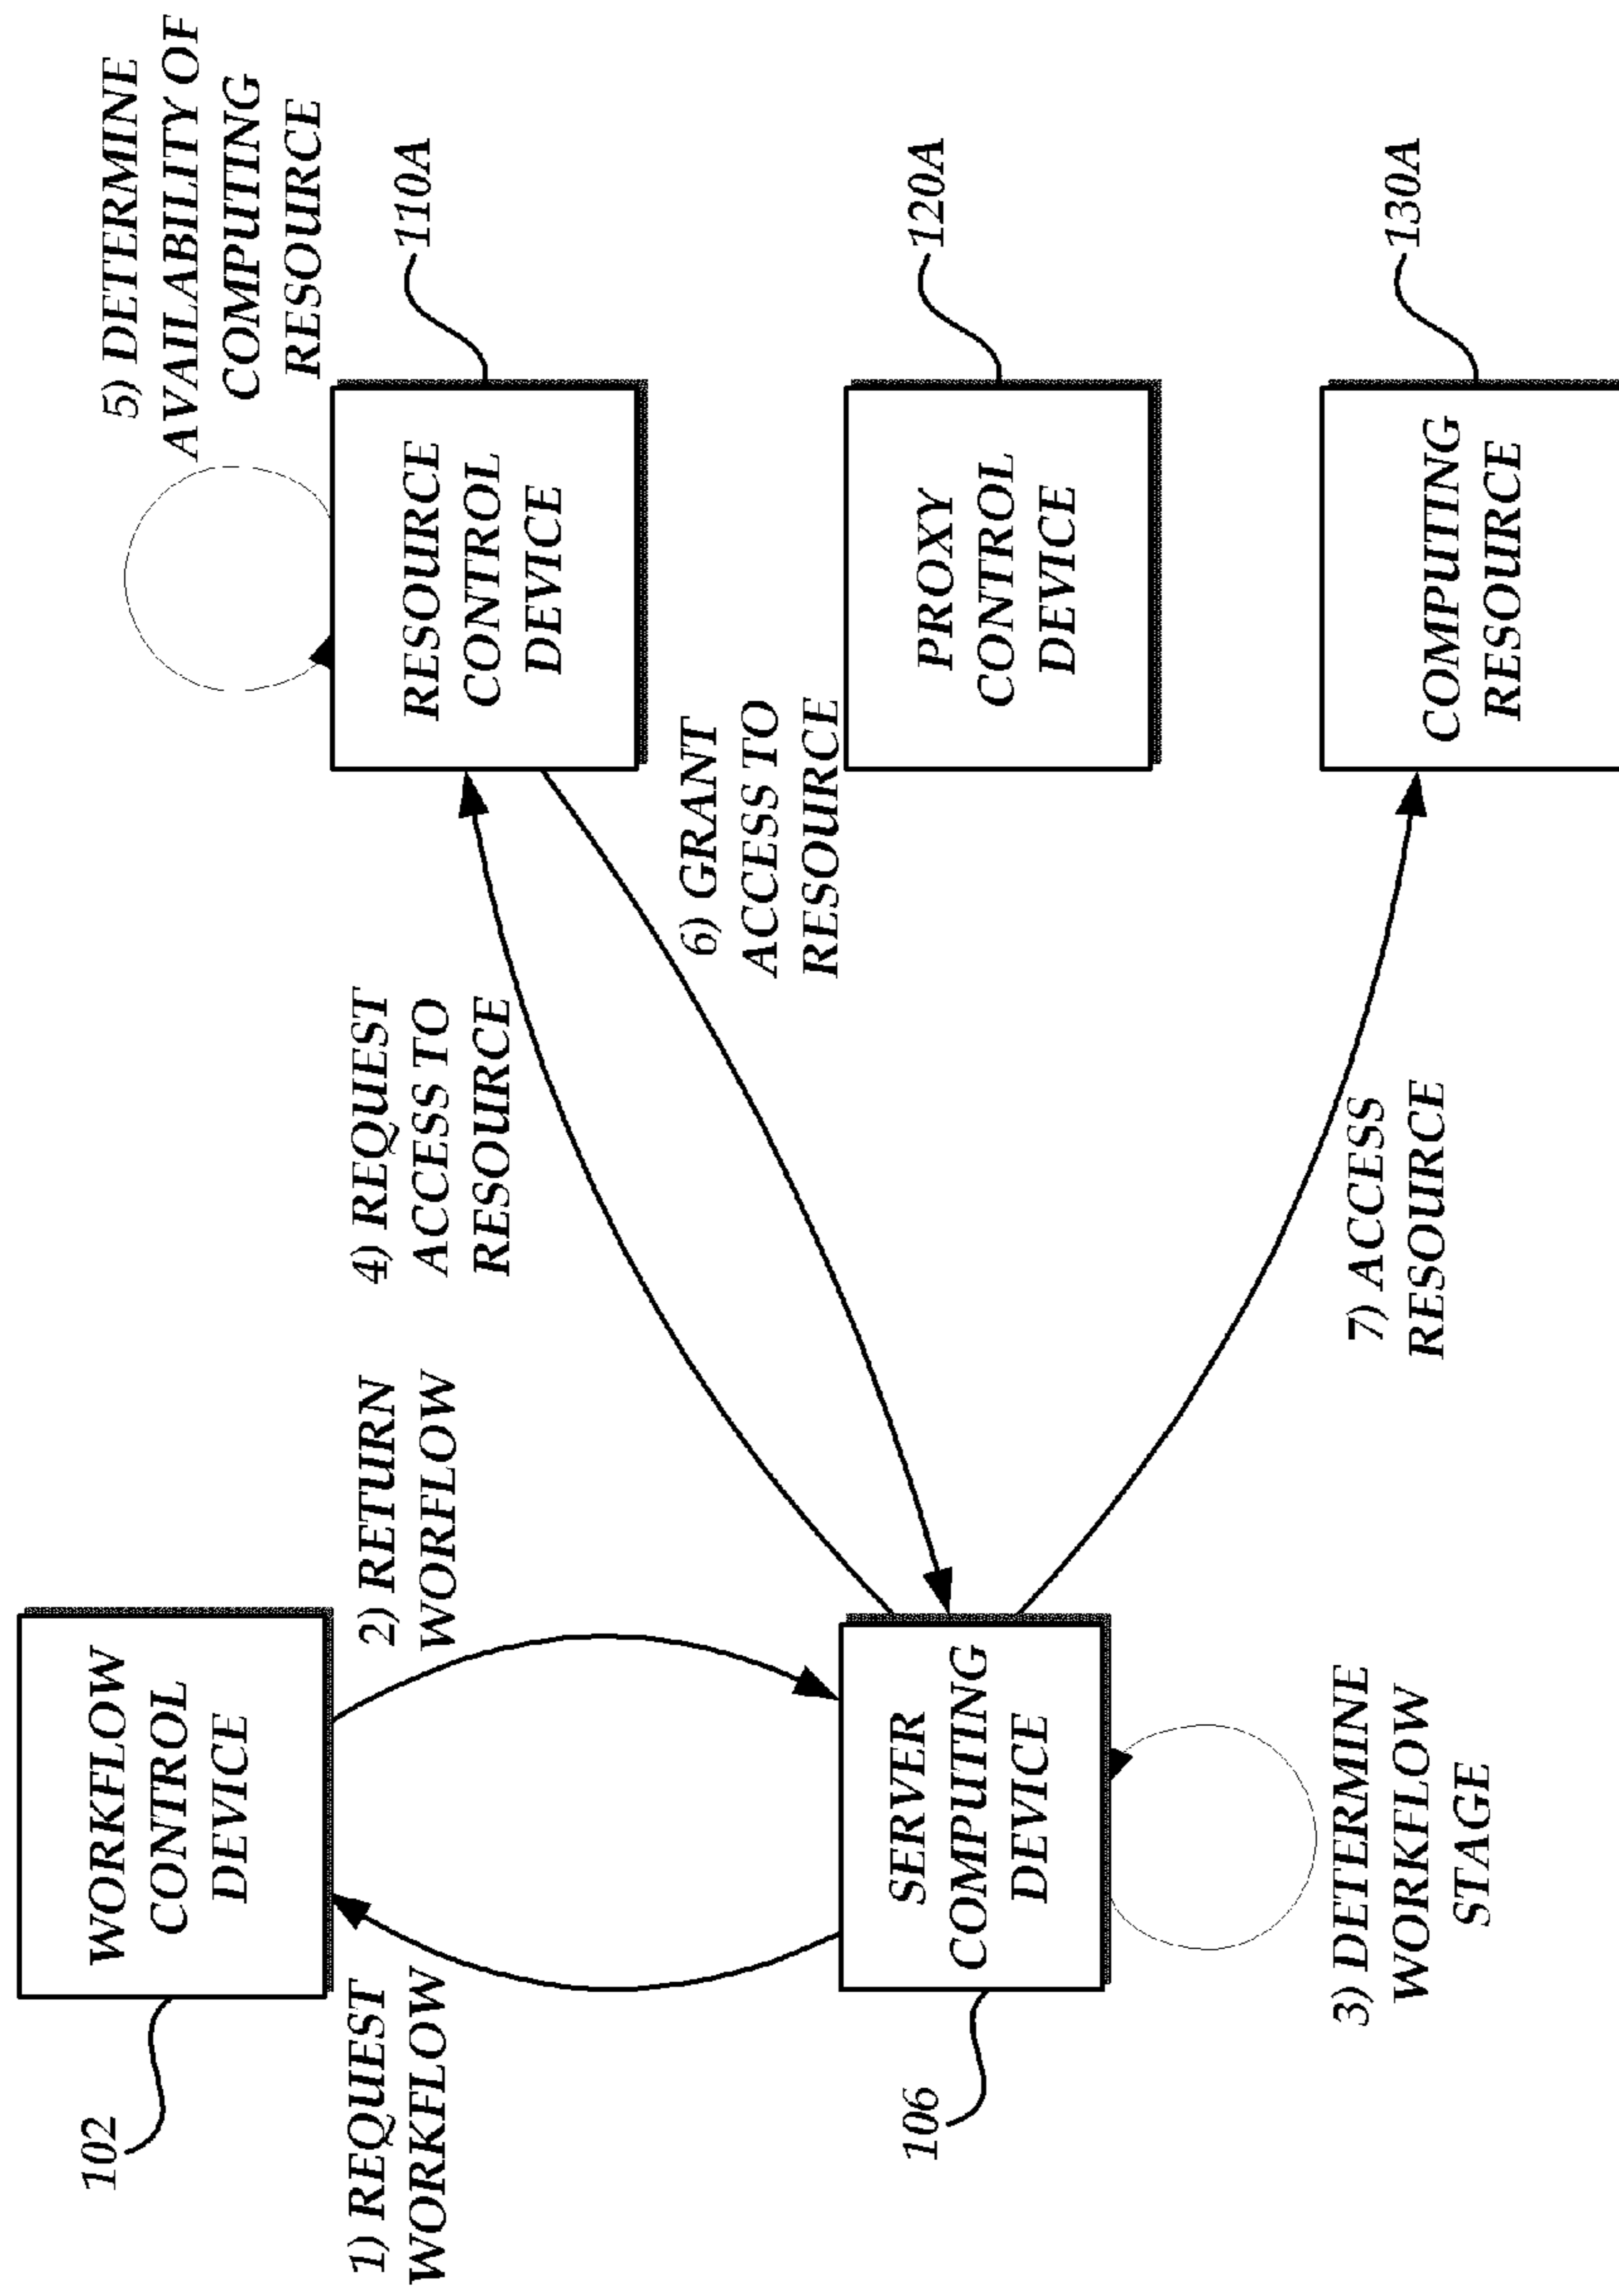 102
WORKFLOW
CONTROL
DEVICE
1) REQUEST
WORKFLOW
2) RETURN
WORFLOW
106
SERVER
COMPUTING
DEVICE
3) DETERMINE
WORKFLOW
STAGE
4) REQUEST
ACCESS TO
RESOURCE
5) DETERMINE
AVAILABILITY OF
COMPUTING
RESOURCE
RESOURCE
CONTROL
DEVICE
110A
6) GRANT
ACCESS TO
RESOURCE
PROXY
CONTROL
DEVICE
120A
7) ACCESS
RESOURCE
COMPUTING
RESOURCE
130A